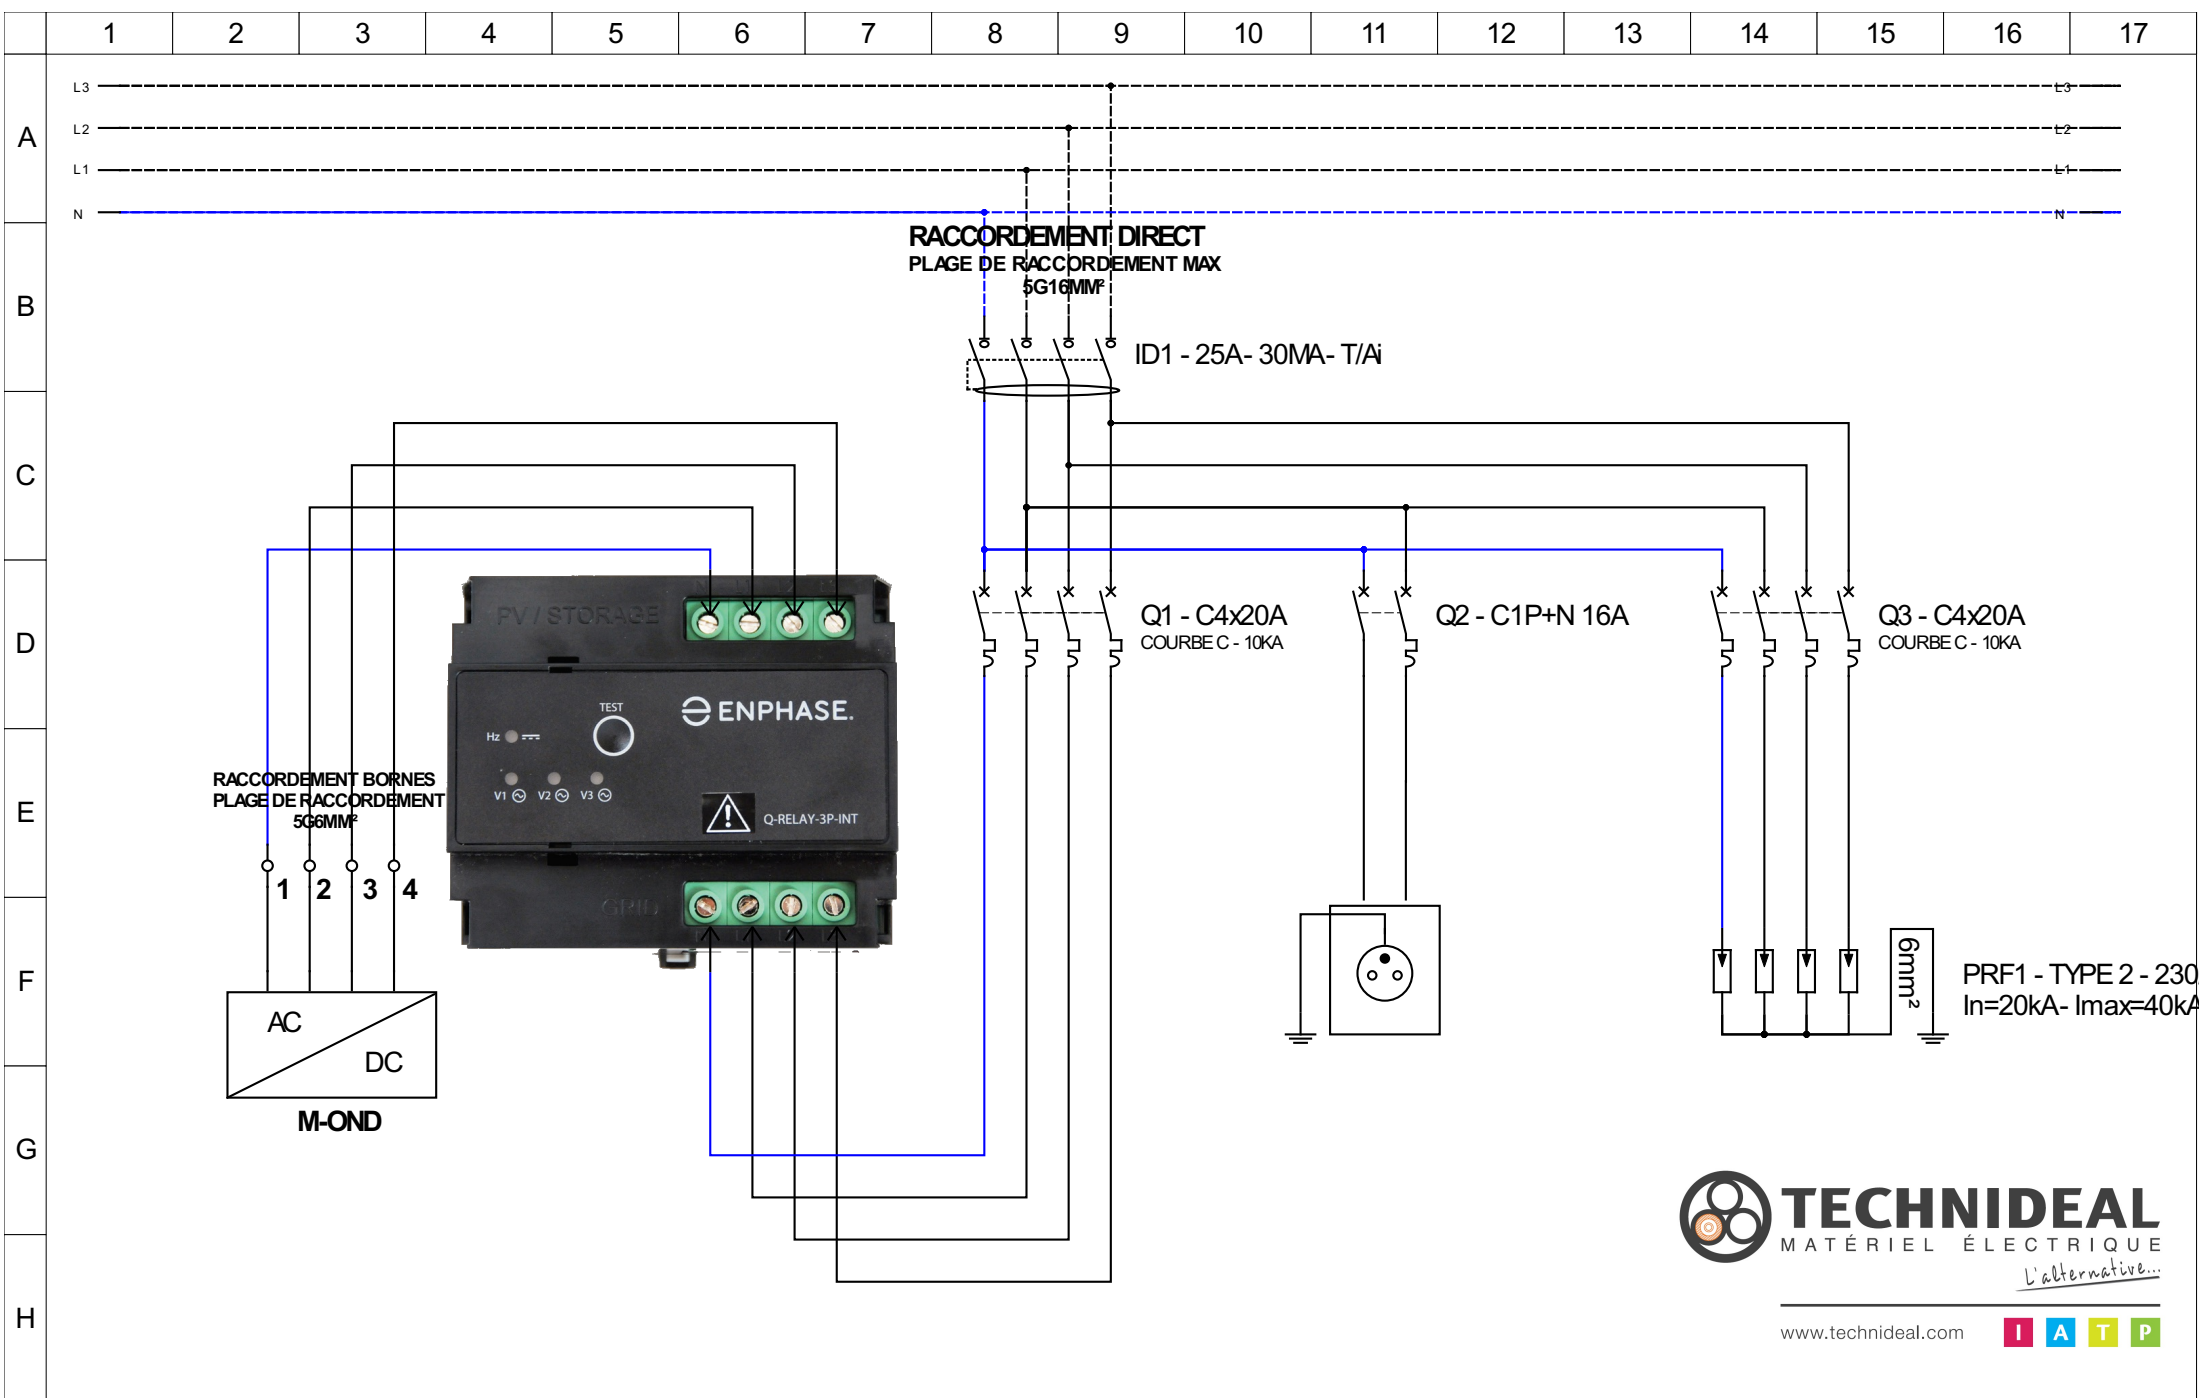 1 2 3 4 5 6 7 8 9 10 11 12 13 14 15 16 17
A
B
C
D
E
F
G
H
L3 L3
L2 L2
L1 L1
N N
RACCORDEMENT DIRECT
PLAGE DE RACCORDEMENT MAX
5G16MM²
ID1 - 25A- 30MA- T/Ai
PV / STORAGE
Q1 - C4x20A
COURBE C - 10KA
Q2 - C1P+N 16A
Q3 - C4x20A
COURBE C - 10KA
TEST
ENPHASE.
Hz
V1 V2 V3
Q-RELAY-3P-INT
GRID
RACCORDEMENT BORNES
PLAGE DE RACCORDEMENT
5G6MM²
1 2 3 4
AC
DC
M-OND
6mm²
PRF1 - TYPE 2 - 230
In=20kA- Imax=40kA
TECHNIDEAL
MATÉRIEL ÉLECTRIQUE
L'alternative...
www.technideal.com
I A T P